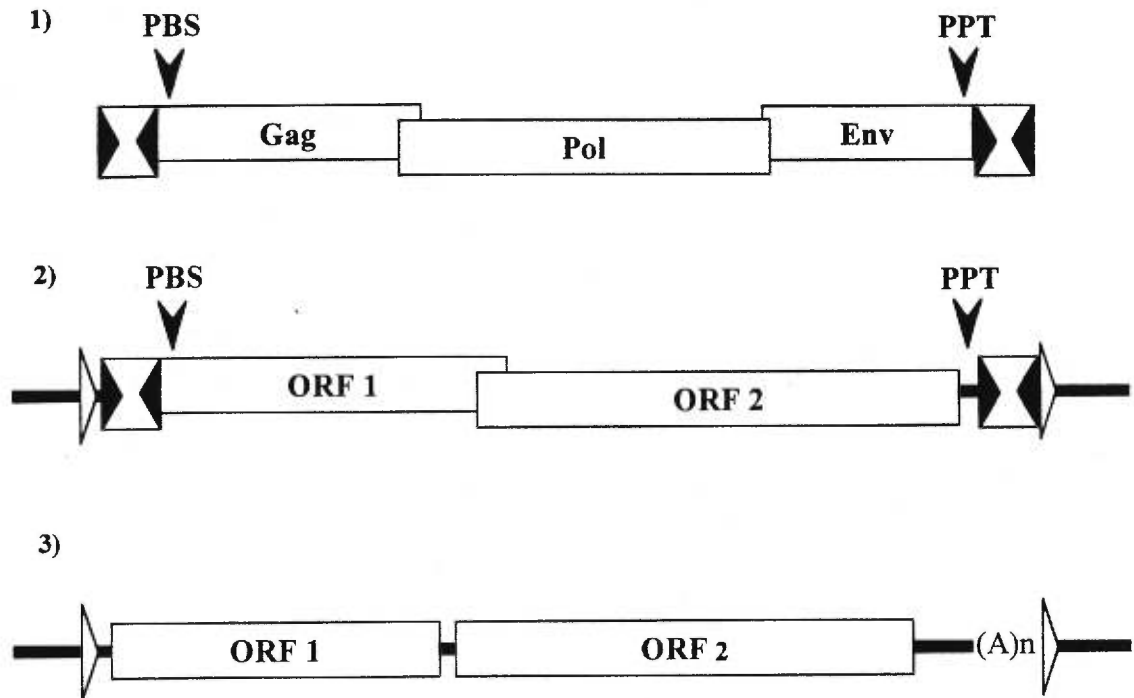 1)
PBS PPT
Gag Pol Env
2)
PBS PPT
ORF 1 ORF 2
3)
ORF 1 ORF 2 (A)n